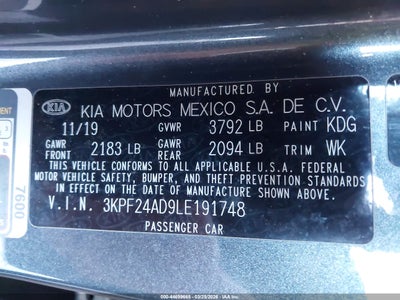 MANUFACTURED BY
KIA KIA MOTORS MEXICO S.A. DE C.V.
11/19 GVWR 3792 LB PAINT KDG
GAWR FRONT 2183 LB GAWR REAR 2094 LB TRIM WK
THIS VEHICLE CONFORMS TO ALL APPLICABLE U.S.A. FEDERAL
MOTOR VEHICLE SAFETY, BUMPER, AND THEFT PREVENTION STANDARDS
IN EFFECT ON THE DATE OF MANUFACTURE SHOWN ABOVE.
V.I.N. 3KPF24AD9LE191748
PASSENGER CAR
7600